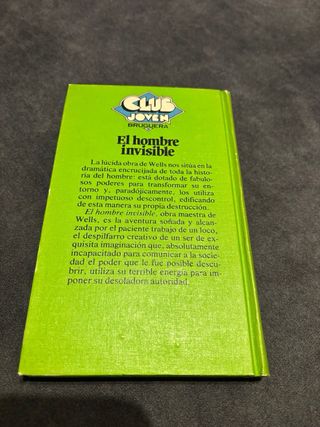 CLUB
JOVEN
BRUGUERA
El hombre
invisible
La lúcida obra de Wells nos sitúa en la
dramática encrucijada de toda la histo-
ria del hombre: está dotado de fabulo-
sos poderes para transformar su en-
torno y, paradójicamente, los utiliza
con impetuoso descontrol, edificando
de esta manera su propia destrucción.
El hombre invisible, obra maestra de
Wells, es la aventura soñada y alcan-
zada por el paciente trabajo de un loco,
el despilfarro creativo de un ser de ex-
quisita imaginación que, absolutamente
incapacitado para comunicar a la socie-
dad el poder que le fue posible descu-
brir, utiliza su terrible energía para im-
poner su desoladora autoridad.